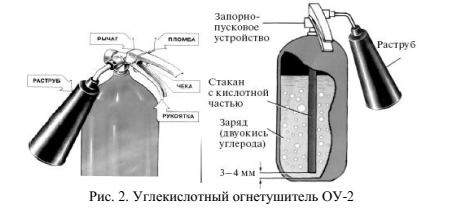 РЫЧАГ
ПЛОМБА
РАСТРУБ
ЧЕКА
РУКОЯТКА
Запорно-
пусковое
устройство
Раструб
Стакан
с кислотной
частью
Заряд
(двуокись
углерода)
3–4 мм
Рис. 2. Углекислотный огнетушитель ОУ-2